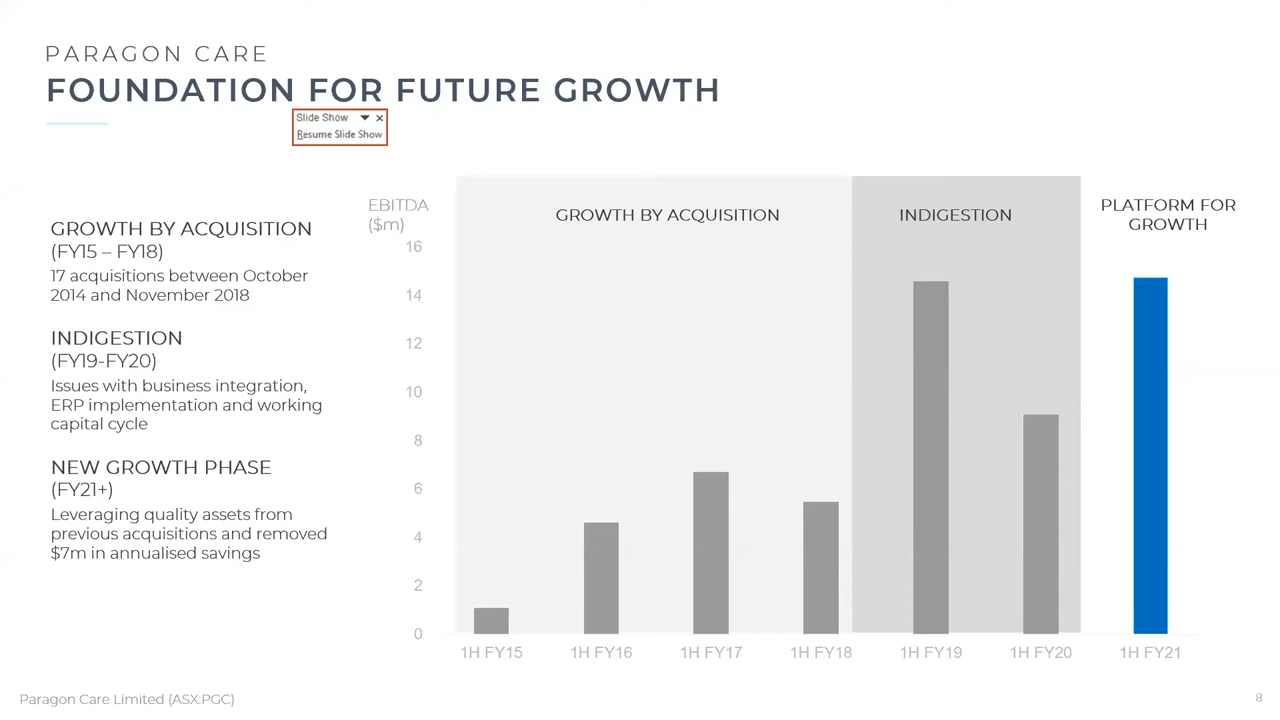 PARAGON CARE
FOUNDATION FOR FUTURE GROWTH
Slide Show
Resume Slide Show
GROWTH BY ACQUISITION
(FY15 – FY18)
17 acquisitions between October
2014 and November 2018
INDIGESTION
(FY19-FY20)
Issues with business integration,
ERP implementation and working
capital cycle
NEW GROWTH PHASE
(FY21+)
Leveraging quality assets from
previous acquisitions and removed
$7m in annualised savings
EBITDA
($m)
GROWTH BY ACQUISITION
INDIGESTION
PLATFORM FOR
GROWTH
16
14
12
10
8
6
4
2
0
1H FY15
1H FY16
1H FY17
1H FY18
1H FY19
1H FY20
1H FY21
Paragon Care Limited (ASX:PGC)
8